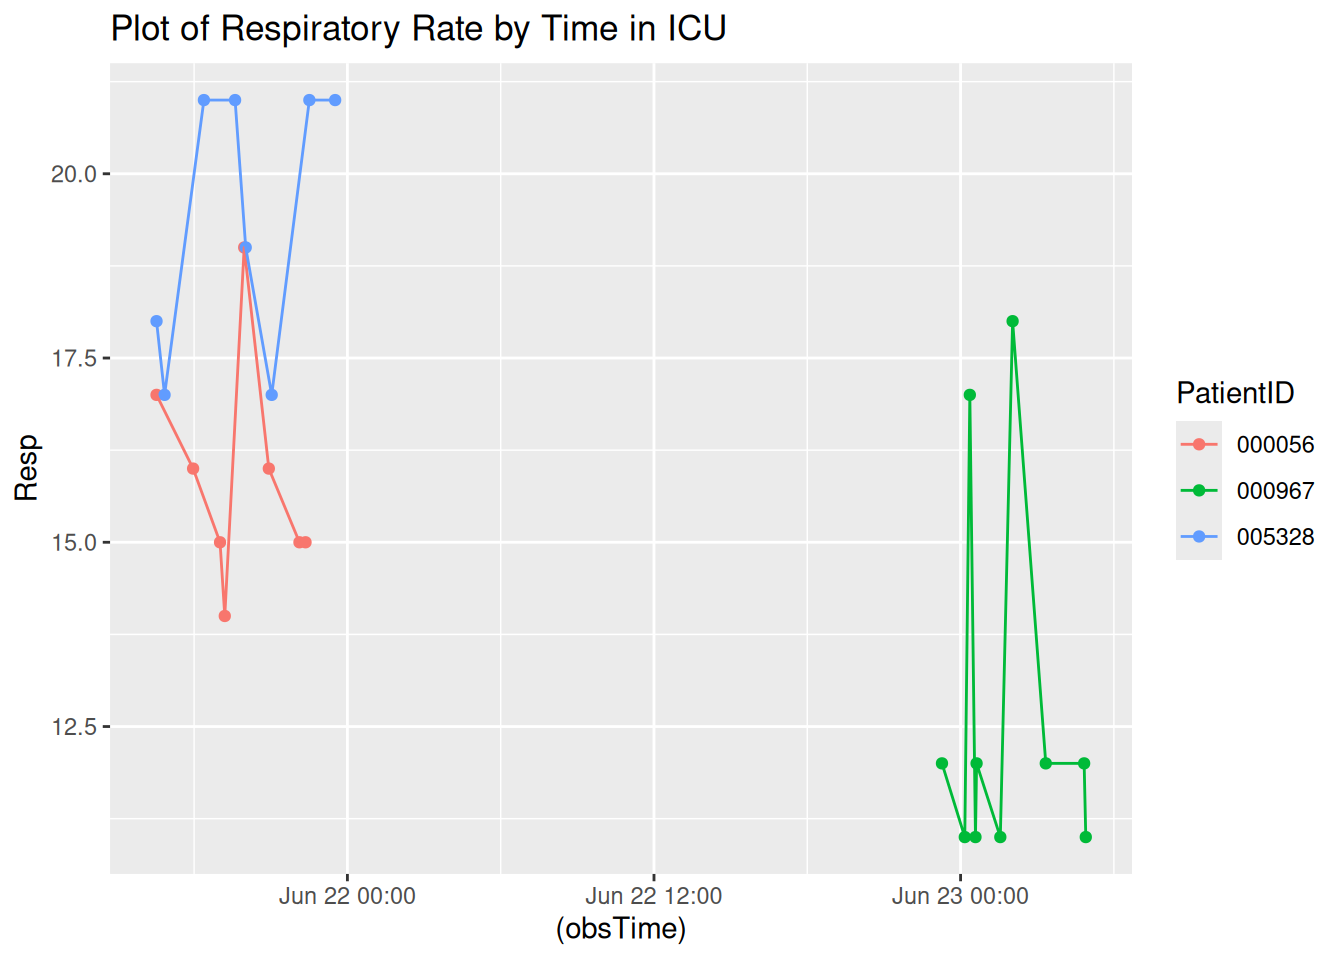 Plot of Respiratory Rate by Time in ICU
20.0
17.5
15.0
12.5
Resp
Jun 22 00:00
Jun 22 12:00
Jun 23 00:00
(obsTime)
PatientID
000056
000967
005328